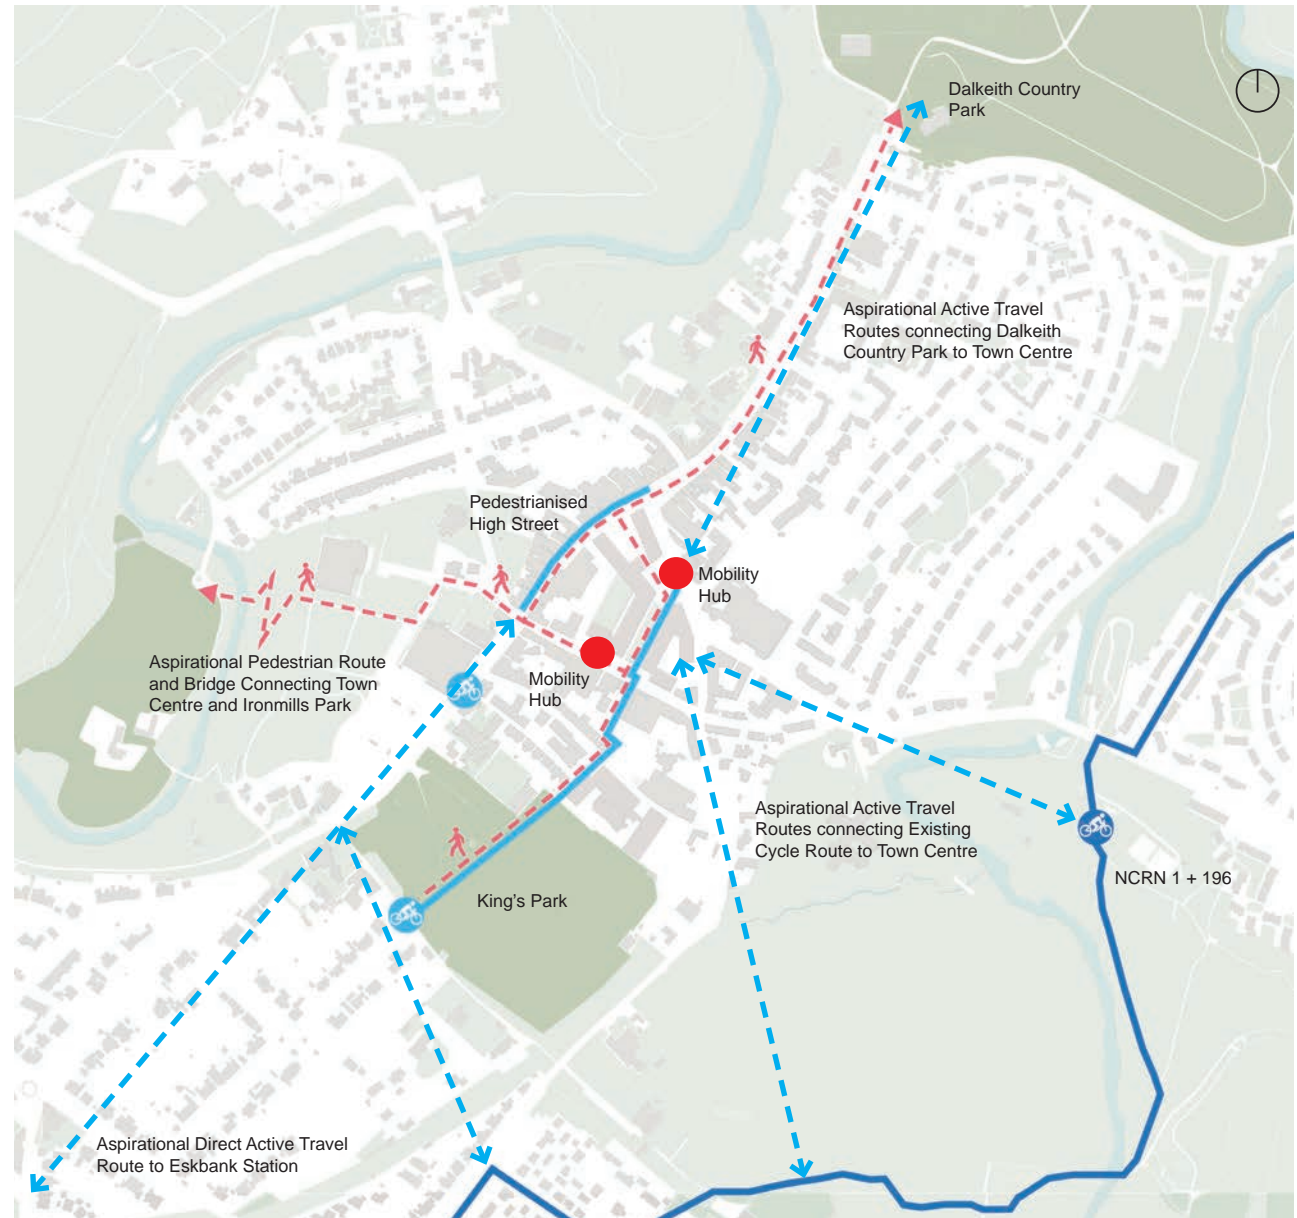 Dalkeith Country
Park
Aspirational Active Travel
Routes connecting Dalkeith
Country Park to Town Centre
Pedestrianised
High Street
Mobility
Hub
Aspirational Pedestrian Route
and Bridge Connecting Town
Centre and Ironmills Park
Mobility
Hub
Aspirational Active Travel
Routes connecting Existing
Cycle Route to Town Centre
NCRN 1 + 196
King's Park
Aspirational Direct Active Travel
Route to Eskbank Station